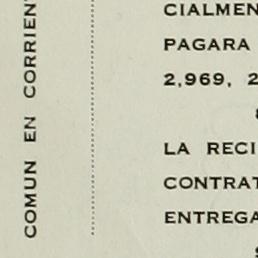 COMUN EN CORRIEN
CIALMEN
PAGARA
2,969, 2
LA RECI
CONTRAT
ENTREGA